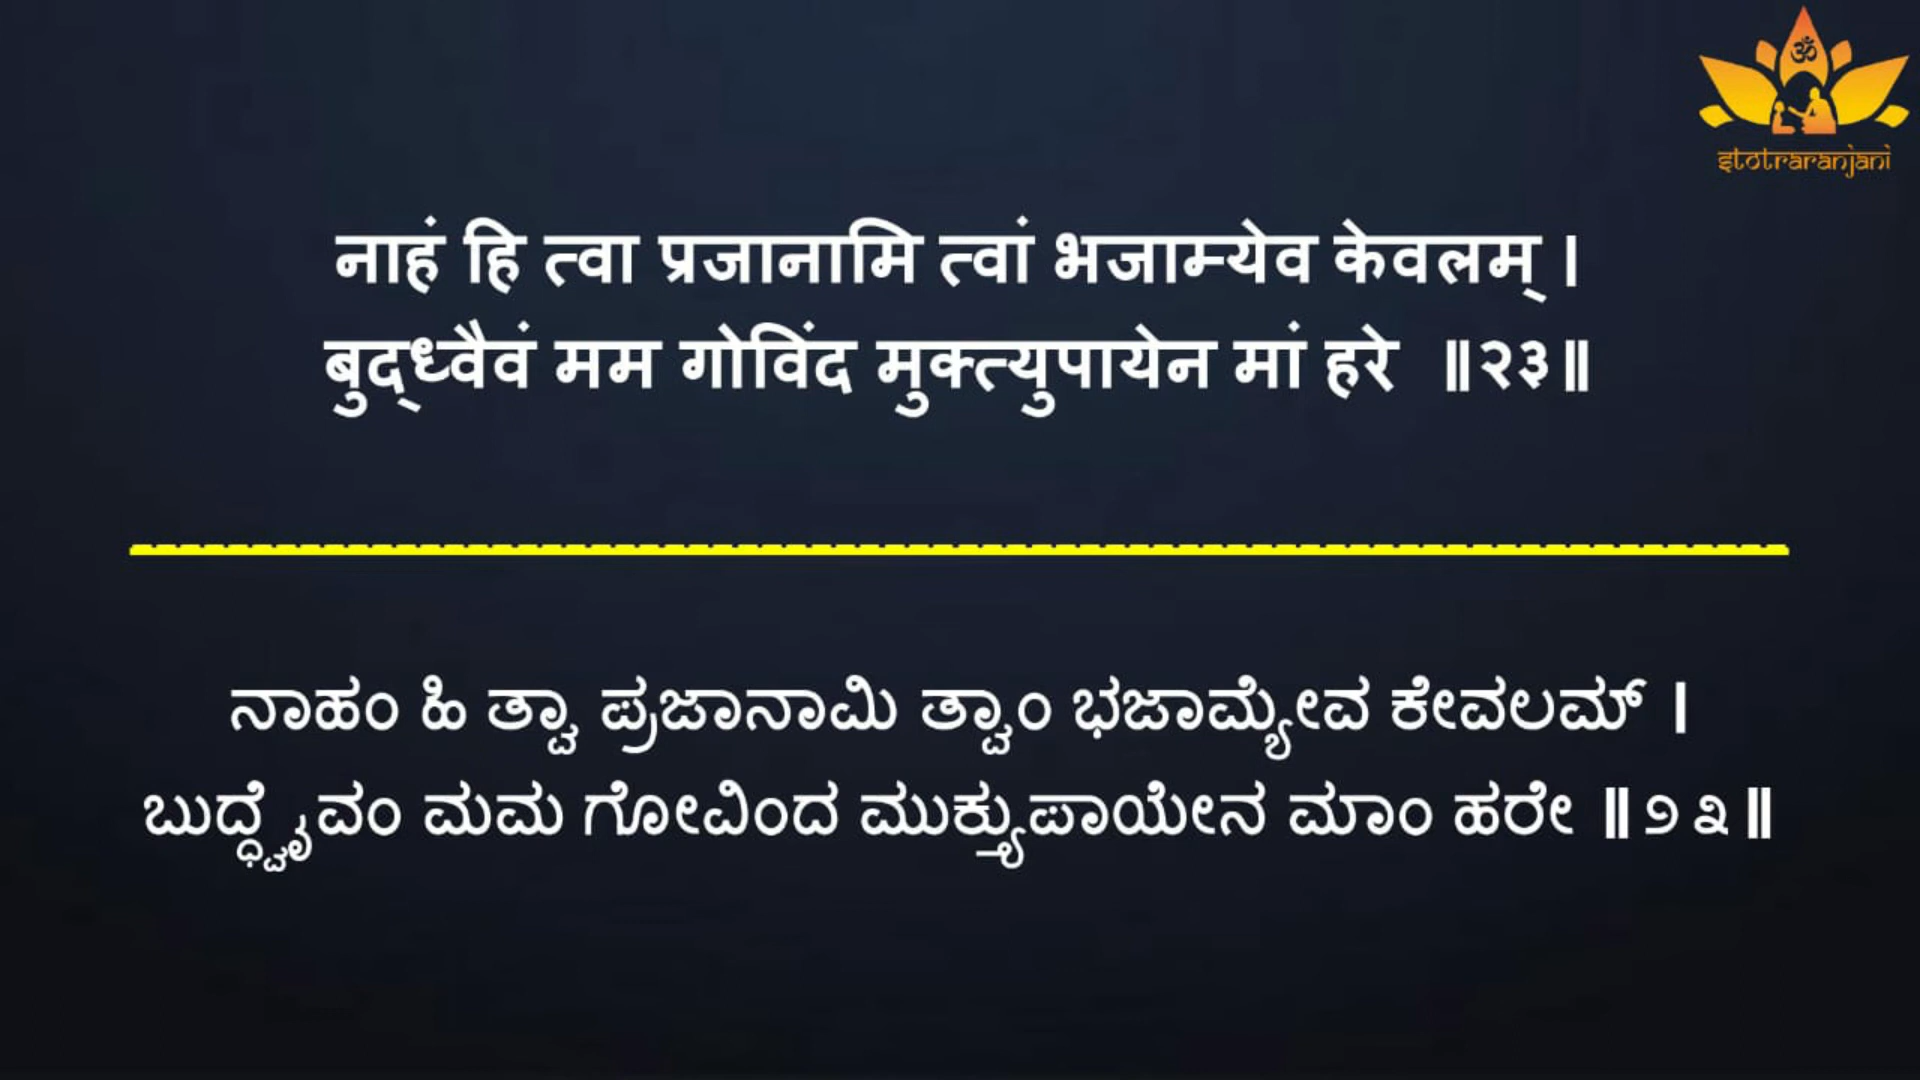 ॐ
stotraranjani
नाहं हि त्वा प्रजानामि त्वां भजाम्येव केवलम् |
बुद्ध्वैवं मम गोविंद मुक्त्युपायेन मां हरे ॥२३॥
ನಾಹಂ ಹಿ ತ್ವಾ ಪ್ರಜಾನಾಮಿ ತ್ವಾಂ ಭಜಾಮ್ಯೇವ ಕೇವಲಮ್ |
ಬುದ್ಧ್ವೈವಂ ಮಮ ಗೋವಿಂದ ಮುಕ್ತ್ಯುಪಾಯೇನ ಮಾಂ ಹರೇ ॥೨೩॥